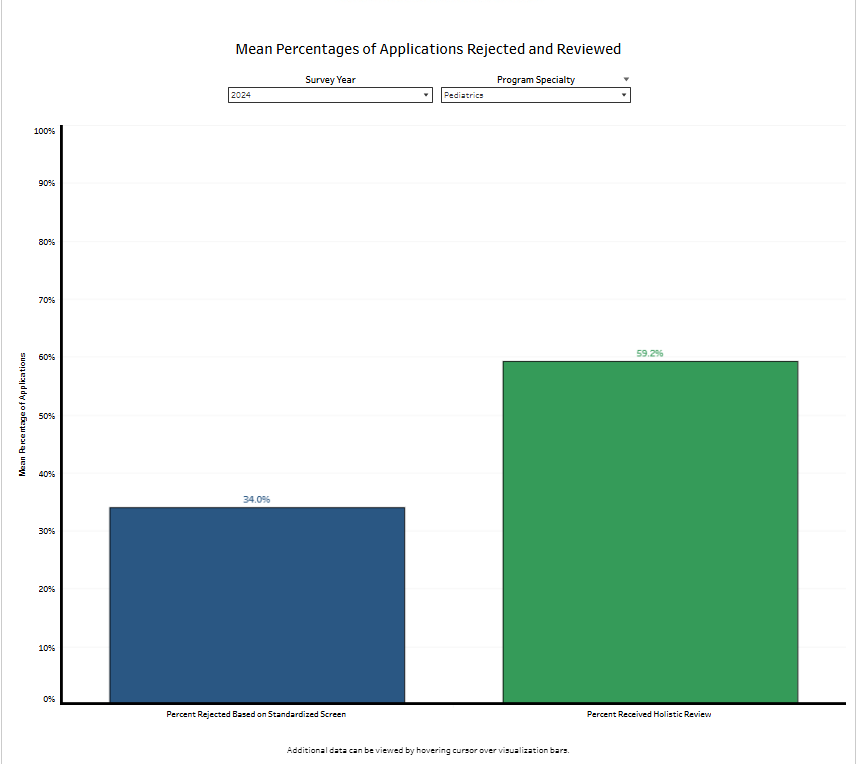 Mean Percentages of Applications Rejected and Reviewed
Survey Year
Program Specialty
2024
Pediatrics
100%
90%
80%
70%
60%
50%
40%
30%
20%
10%
0%
Mean Percentage of Applications
34.0%
59.2%
Percent Rejected Based on Standardized Screen
Percent Received Holistic Review
Additional data can be viewed by hovering cursor over visualization bars.